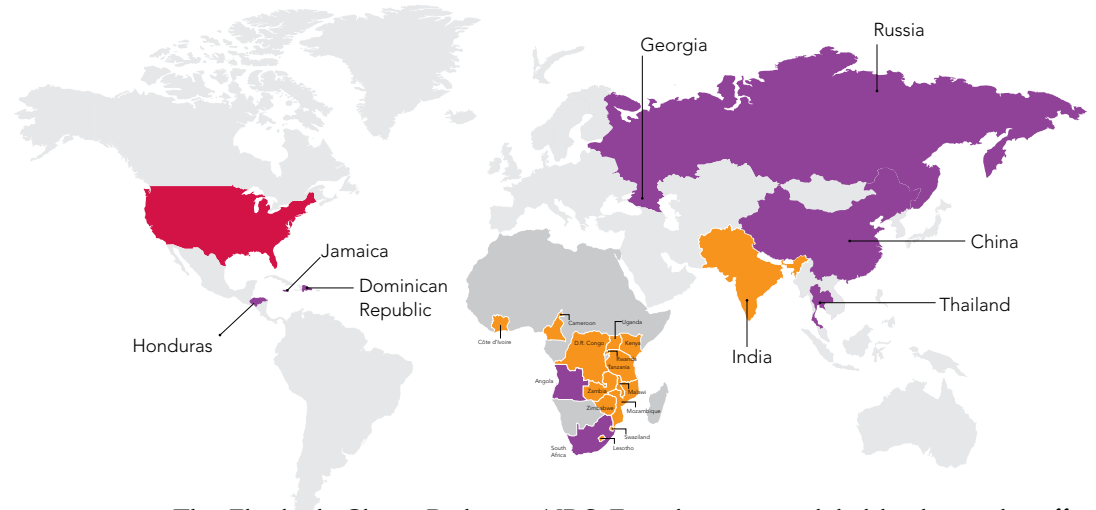 Russia
Georgia
China
Jamaica
Dominican
Republic
Thailand
Honduras
India
Cameroon
Uganda
Côte d'Ivoire
D.R. Congo
Kenya
Rwanda
Tanzania
Angola
Zambia
Malawi
Zimbabwe
Mozambique
Swaziland
South
Africa
Lesotho